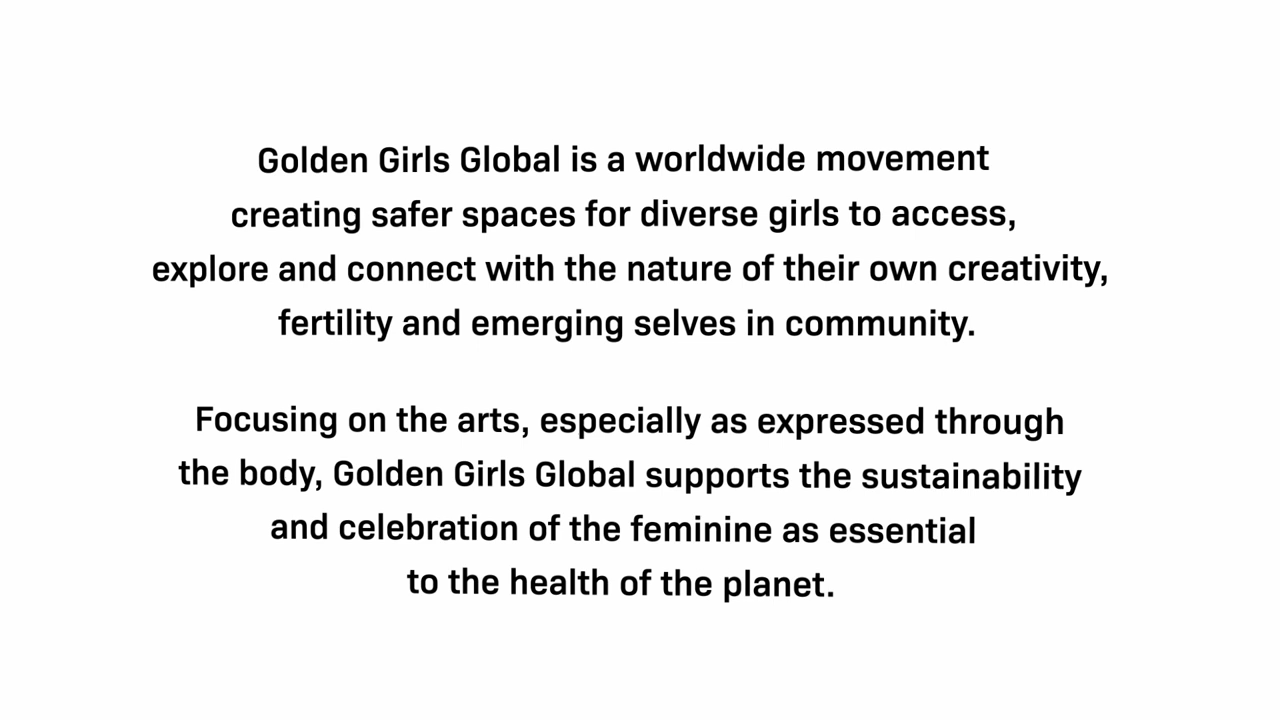 Golden Girls Global is a worldwide movement
creating safer spaces for diverse girls to access,
explore and connect with the nature of their own creativity,
fertility and emerging selves in community.
Focusing on the arts, especially as expressed through
the body, Golden Girls Global supports the sustainability
and celebration of the feminine as essential
to the health of the planet.